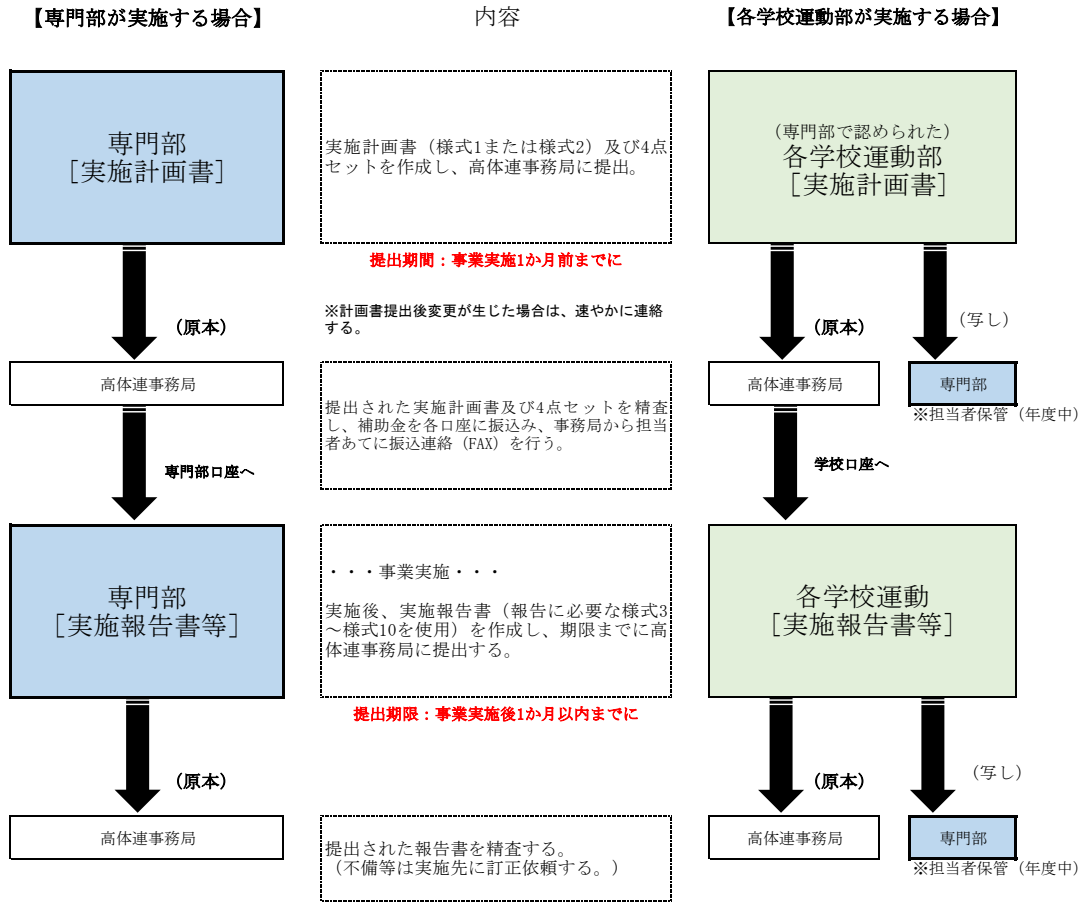 【専門部が実施する場合】
内容
【各学校運動部が実施する場合】
専門部
［実施計画書］
実施計画書（様式1または様式2）及び4点
セットを作成し、高体連事務局に提出。
（専門部で認められた）
各学校運動部
［実施計画書］
提出期間：事業実施1か月前までに
※計画書提出後変更が生じた場合は、速やかに連絡
する。
（原本）
（原本）
（写し）
高体連事務局
高体連事務局
専門部
※担当者保管（年度中）
提出された実施計画書及び4点セットを精査
し、補助金を各口座に振込み、事務局から担当
者あてに振込連絡（FAX）を行う。
専門部口座へ
学校口座へ
専門部
［実施報告書等］
・・・事業実施・・・
実施後、実施報告書（報告に必要な様式3
～様式10を使用）を作成し、期限までに高
体連事務局に提出する。
各学校運動
［実施報告書等］
提出期限：事業実施後1か月以内までに
（原本）
（原本）
（写し）
高体連事務局
高体連事務局
専門部
※担当者保管（年度中）
提出された報告書を精査する。
（不備等は実施先に訂正依頼する。）